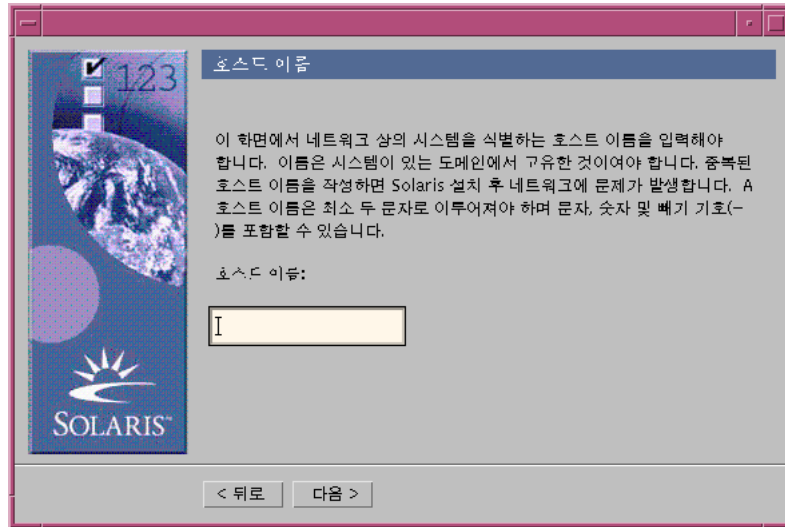 123
SOLARIS™
호스트 이름
이 화면에서 네트워크 상의 시스템을 식별하는 호스트 이름을 입력해야
합니다. 이름은 시스템이 있는 도메인에서 고유한 것이여야 합니다. 중복된
호스트 이름을 작성하면 Solaris 설치 후 네트워크에 문제가 발생합니다. A
호스트 이름은 최소 두 문자로 이루어져야 하며 문자, 숫자 및 빼기 기호(–
)를 포함할 수 있습니다.
호스트 이름:
< 뒤로
다음 >